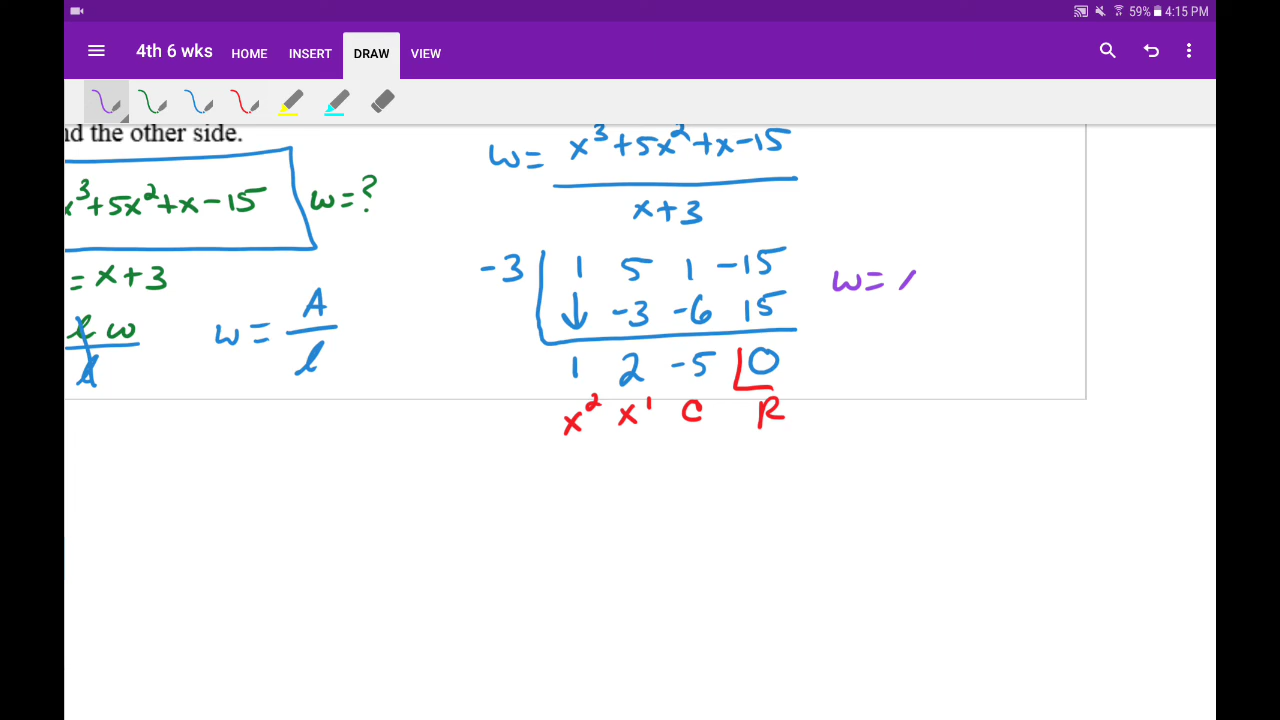 59% 4:15 PM
4th 6 wks HOME INSERT DRAW VIEW
nd the other side.
x³+5x²+x-15 w=?
= x+3
l w
l
w = A
l
w = x³+5x²+x-15
x+3
-3 1 5 1 -15
↓ -3 -6 15
1 2 -5 0
x² x¹ C R
w=